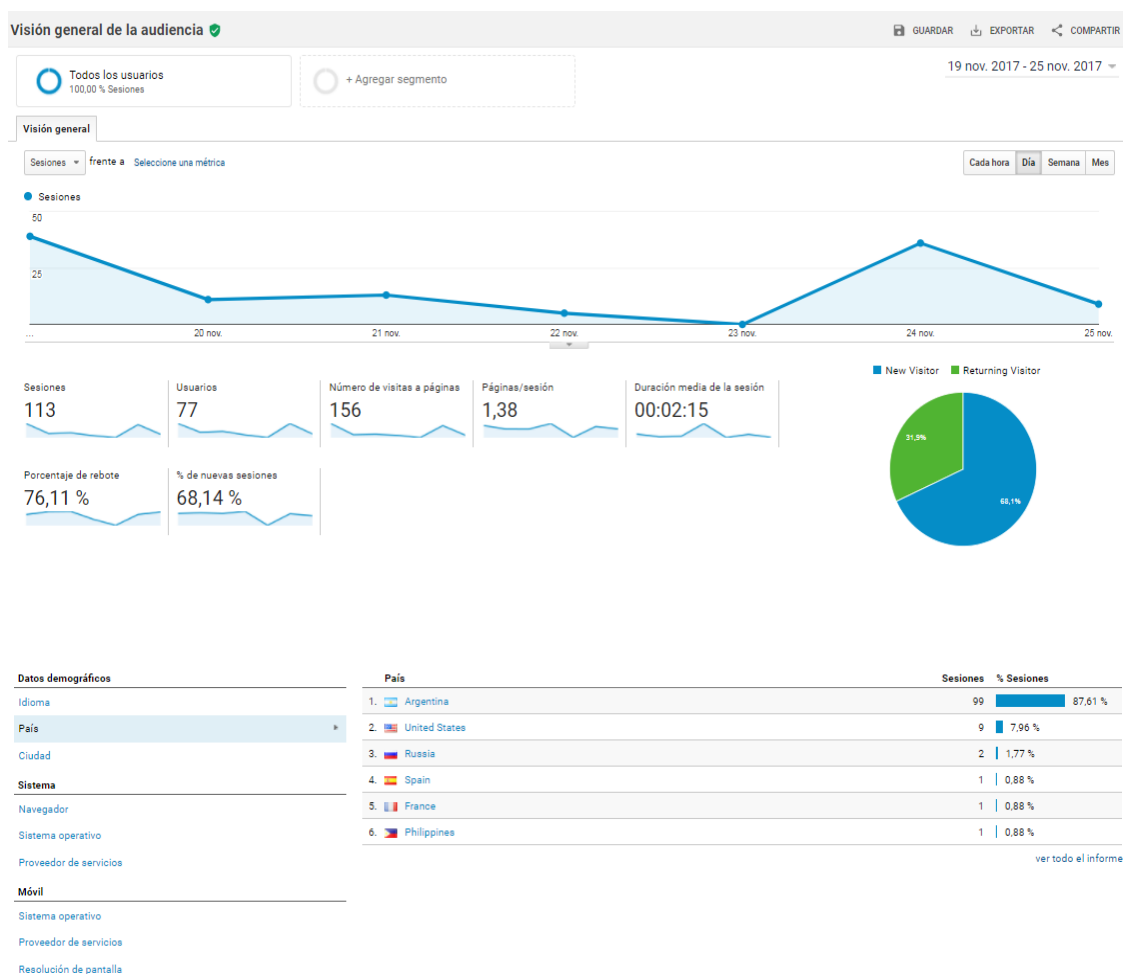 Visión general de la audiencia
GUARDAR EXPORTAR COMPARTIR
Todos los usuarios
100,00 % Sesiones
+ Agregar segmento
19 nov. 2017 - 25 nov. 2017
Visión general
Sesiones frente a Seleccione una métrica
Cada hora Día Semana Mes
Sesiones
50
25
... 20 nov. 21 nov. 22 nov. 23 nov. 24 nov. 25 nov.
New Visitor Returning Visitor
Sesiones
113
Usuarios
77
Número de visitas a páginas
156
Páginas/sesión
1,38
Duración media de la sesión
00:02:15
Porcentaje de rebote
76,11 %
% de nuevas sesiones
68,14 %
31,9%
68,1%
Datos demográficos
Idioma
País
Ciudad
Sistema
Navegador
Sistema operativo
Proveedor de servicios
Móvil
Sistema operativo
Proveedor de servicios
Resolución de pantalla
País Sesiones % Sesiones
1. Argentina 99 87,61 %
2. United States 9 7,96 %
3. Russia 2 1,77 %
4. Spain 1 0,88 %
5. France 1 0,88 %
6. Philippines 1 0,88 %
ver todo el informe